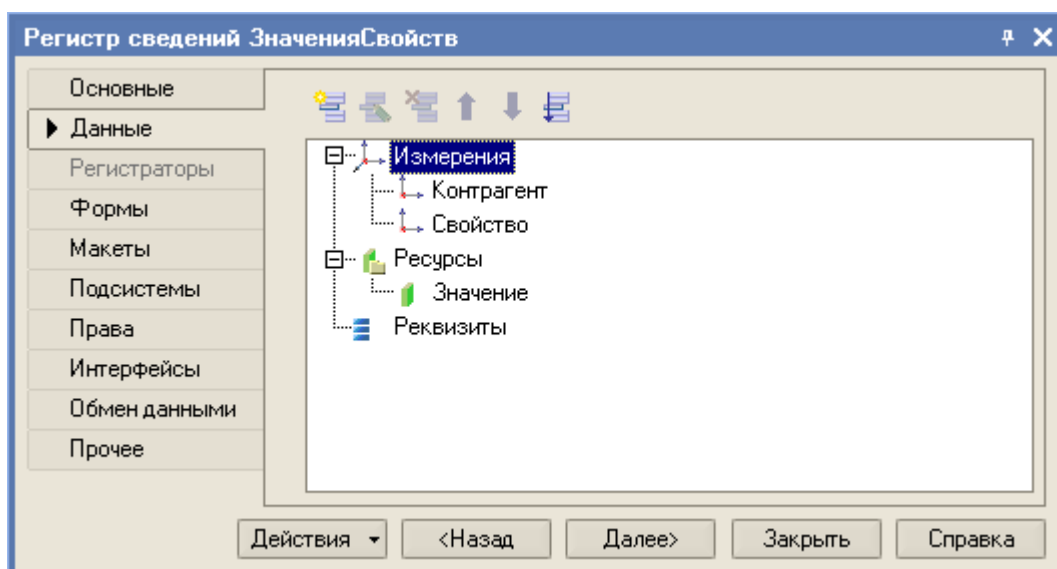 Регистр сведений ЗначенияСвойств
Основные
Данные
Регистраторы
Формы
Макеты
Подсистемы
Права
Интерфейсы
Обмен данными
Прочее
Измерения
Контрагент
Свойство
Ресурсы
Значение
Реквизиты
Действия
<Назад
Далее>
Закрыть
Справка